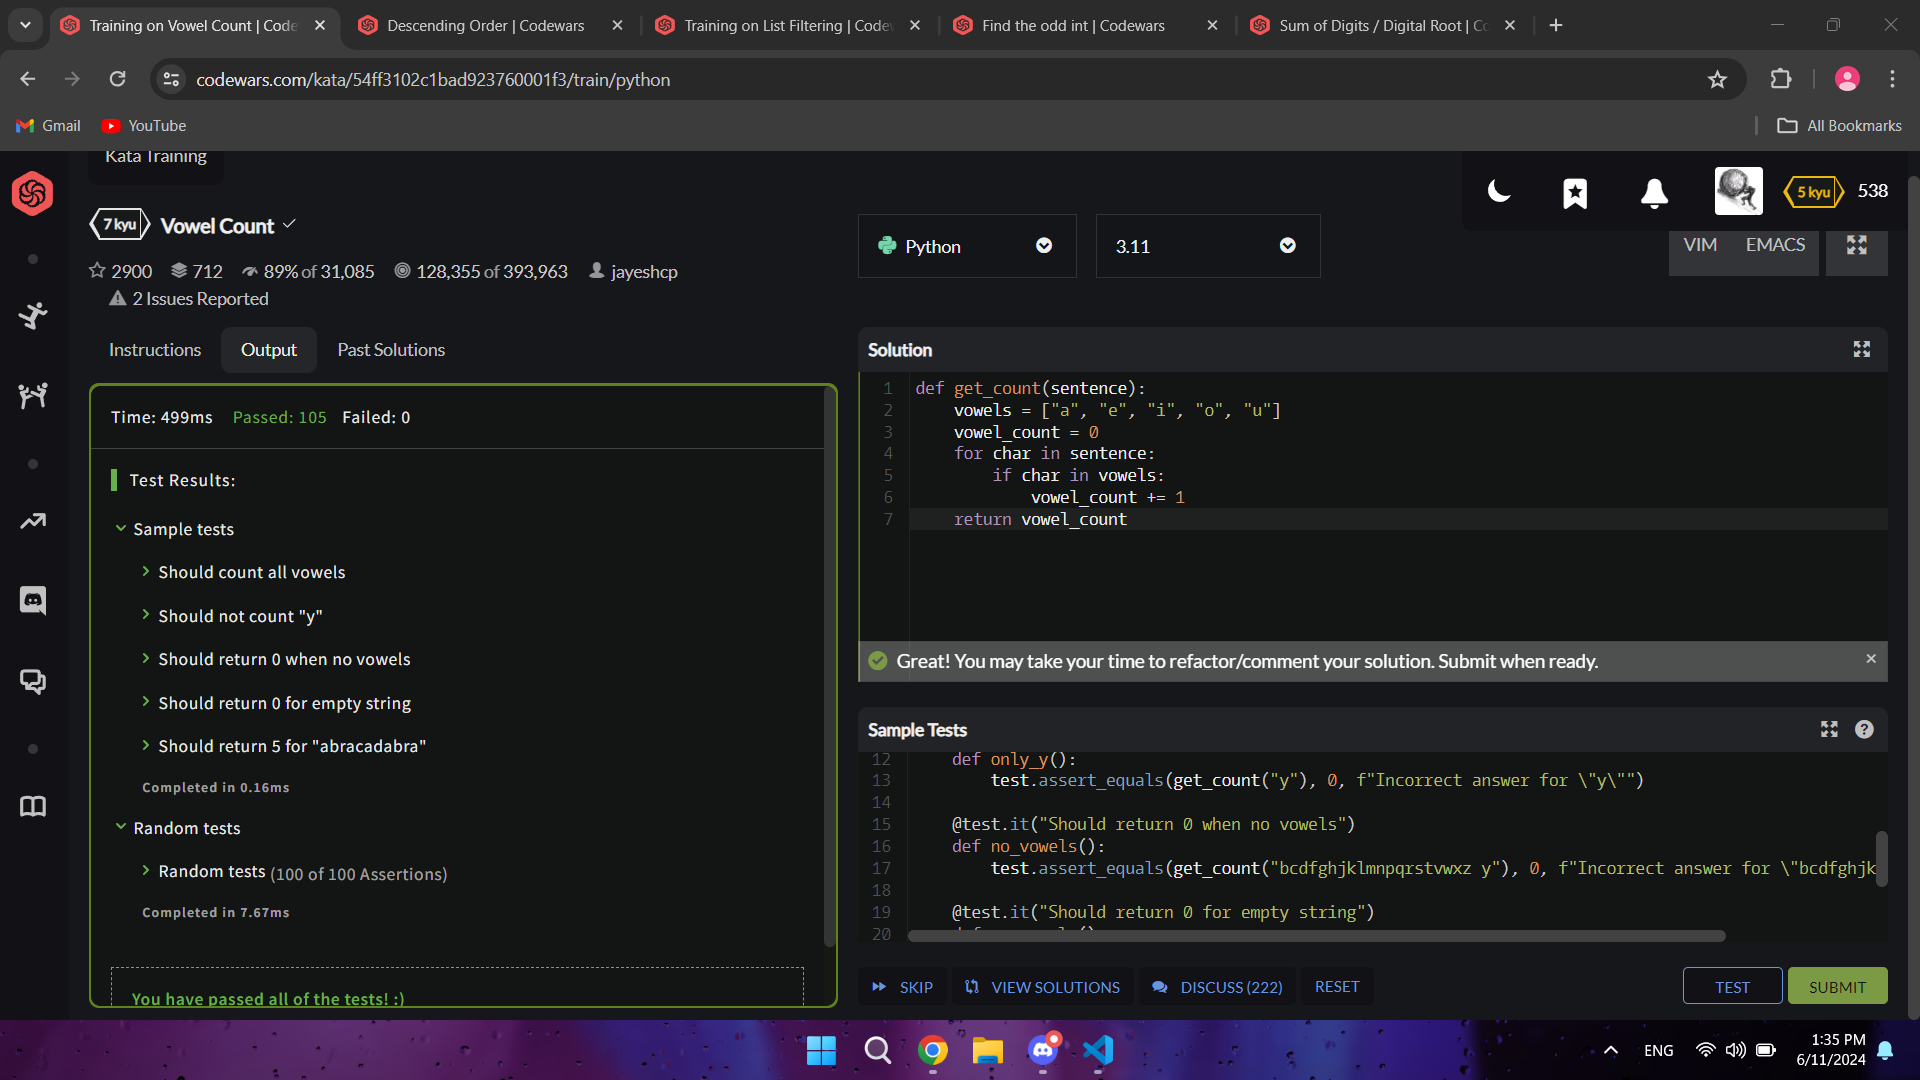 Training on Vowel Count | Code
Descending Order | Codewars
Training on List Filtering | Codew
Find the odd int | Codewars
Sum of Digits / Digital Root | Co
codewars.com/kata/54ff3102c1bad923760001f3/train/python
Gmail
YouTube
All Bookmarks
Kata Training
5 kyu
538
7 kyu
Vowel Count
Python
3.11
VIM
EMACS
2900
712
89% of 31,085
128,355 of 393,963
jayeshcp
2 Issues Reported
Instructions
Output
Past Solutions
Time: 499ms Passed: 105 Failed: 0
Test Results:
Sample tests
Should count all vowels
Should not count "y"
Should return 0 when no vowels
Should return 0 for empty string
Should return 5 for "abracadabra"
Completed in 0.16ms
Random tests
Random tests (100 of 100 Assertions)
Completed in 7.67ms
You have passed all of the tests! :)
Solution
1 def get_count(sentence):
2 vowels = ["a", "e", "i", "o", "u"]
3 vowel_count = 0
4 for char in sentence:
5 if char in vowels:
6 vowel_count += 1
7 return vowel_count
Great! You may take your time to refactor/comment your solution. Submit when ready.
Sample Tests
12 def only_y():
13 test.assert_equals(get_count("y"), 0, f"Incorrect answer for \"y\"")
14
15 @test.it("Should return 0 when no vowels")
16 def no_vowels():
17 test.assert_equals(get_count("bcdfghjklmnpqrstvwxz y"), 0, f"Incorrect answer for \"bcdfghjk
18
19 @test.it("Should return 0 for empty string")
20
SKIP
VIEW SOLUTIONS
DISCUSS (222)
RESET
TEST
SUBMIT
ENG
1:35 PM
6/11/2024